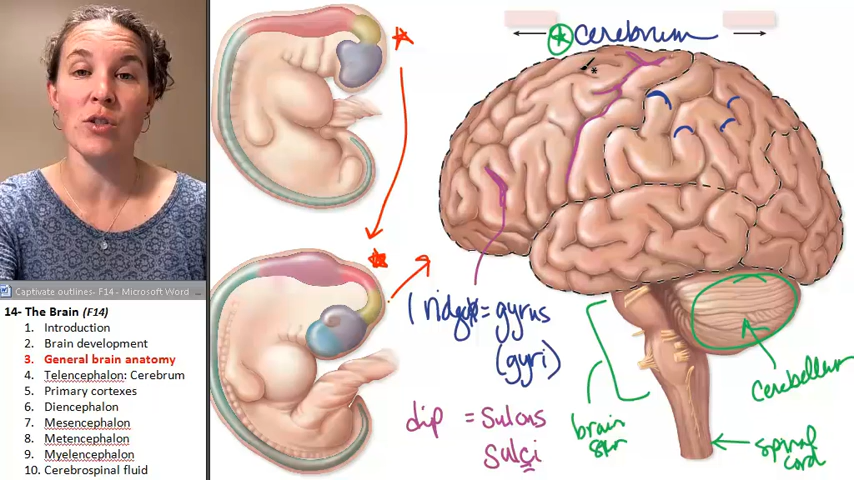 cerebrum
1 ridge = gyrus
(gyri)
dip = sulcus
sulci
brain
stem
cerebellum
spinal
cord
Captivate outlines- F14 - Microsoft Word
14- The Brain (F14)
1. Introduction
2. Brain development
3. General brain anatomy
4. Telencephalon: Cerebrum
5. Primary cortexes
6. Diencephalon
7. Mesencephalon
8. Metencephalon
9. Myelencephalon
10. Cerebrospinal fluid